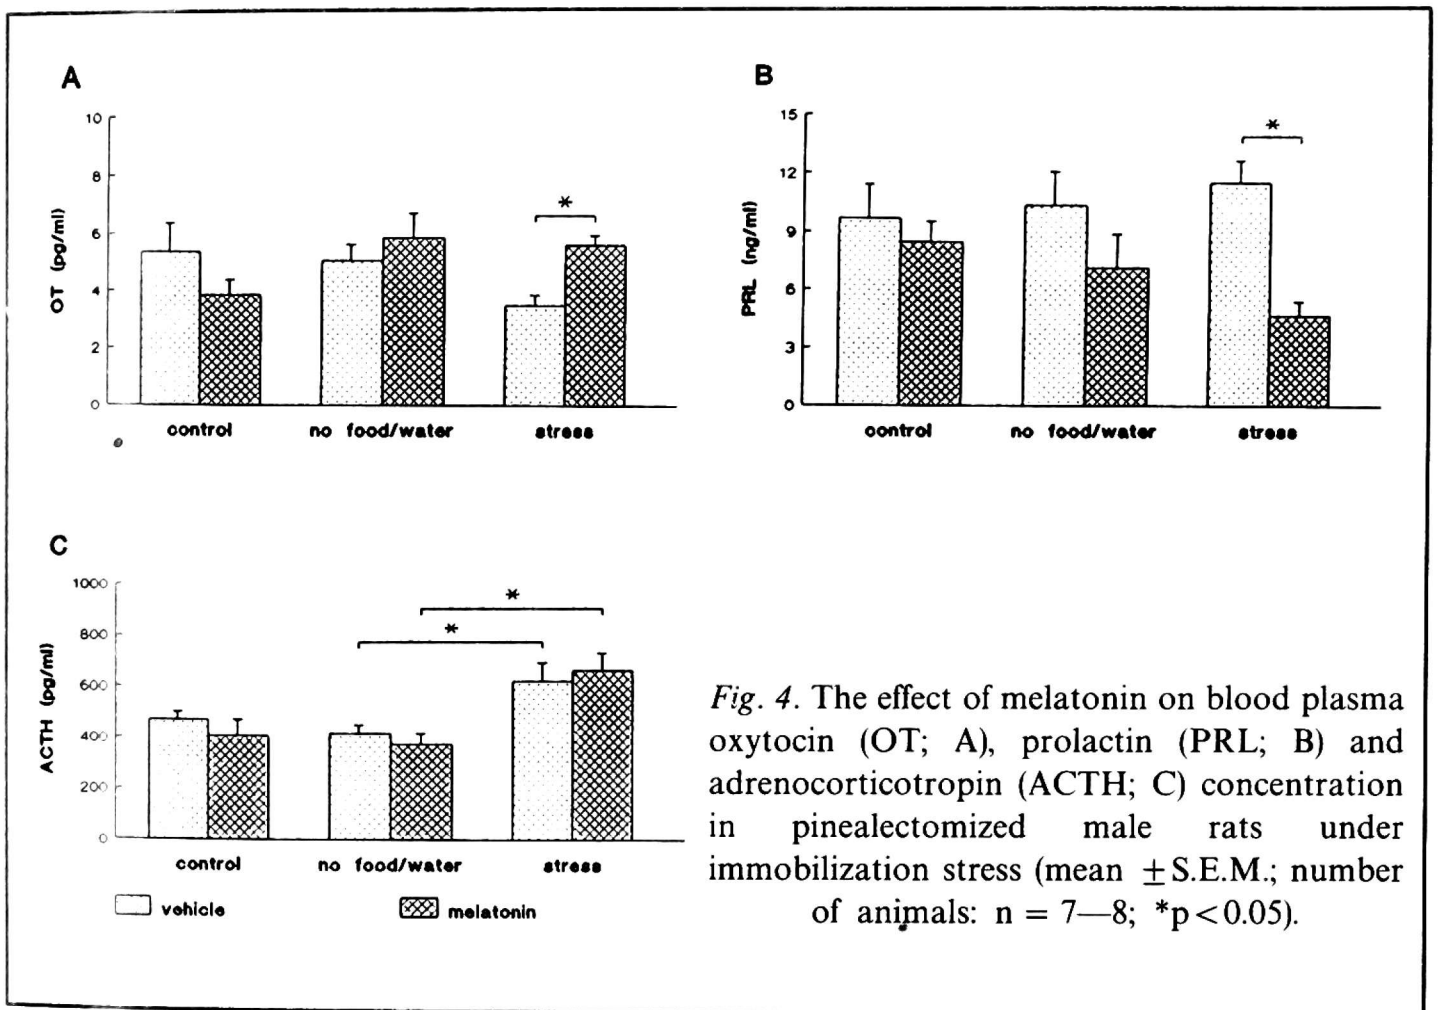 A
10
8
6
4
2
0
OT (pg/ml)
*
control no food/water stress
B
15
12
9
6
3
0
PRL (ng/ml)
*
control no food/water stress
C
1000
800
600
400
200
0
ACTH (pg/ml)
*
*
control no food/water stress
vehicle melatonin
Fig. 4. The effect of melatonin on blood plasma
oxytocin (OT; A), prolactin (PRL; B) and
adrenocorticotropin (ACTH; C) concentration
in pinealectomized male rats under
immobilization stress (mean ±S.E.M.; number
of animals: n = 7—8; *p<0.05).